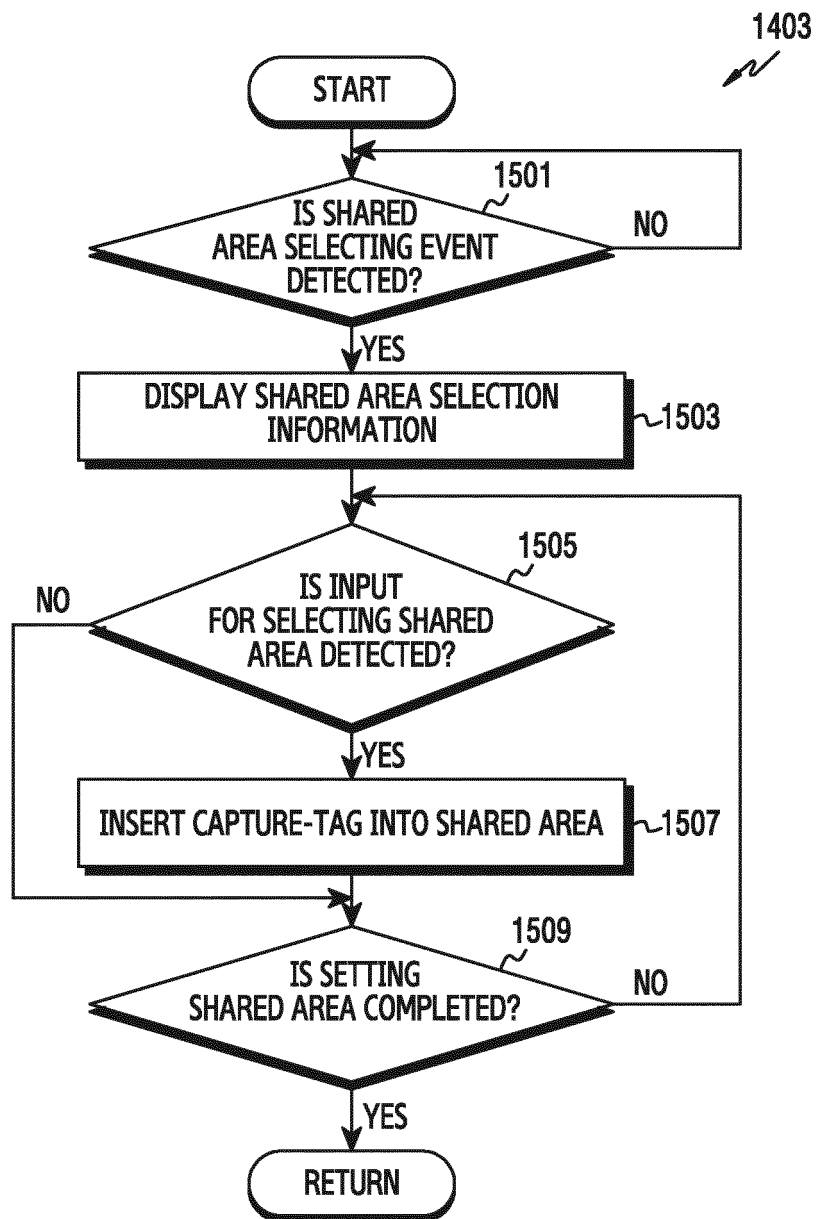 1403
START
1501
IS SHARED
AREA SELECTING EVENT
DETECTED?
NO
YES
DISPLAY SHARED AREA SELECTION
INFORMATION
1503
1505
IS INPUT
FOR SELECTING SHARED
AREA DETECTED?
NO
YES
INSERT CAPTURE-TAG INTO SHARED AREA
1507
1509
IS SETTING
SHARED AREA COMPLETED?
NO
YES
RETURN